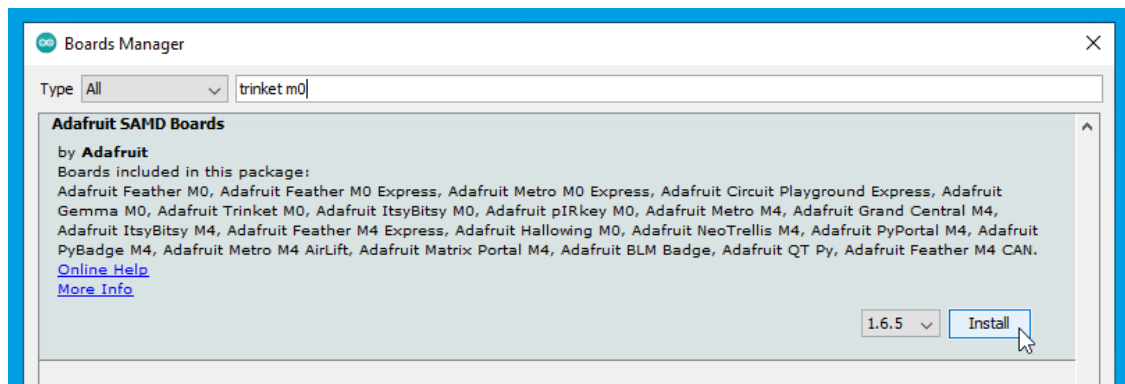 Boards Manager
Type All trinket m0
Adafruit SAMD Boards
by Adafruit
Boards included in this package:
Adafruit Feather M0, Adafruit Feather M0 Express, Adafruit Metro M0 Express, Adafruit Circuit Playground Express, Adafruit
Gemma M0, Adafruit Trinket M0, Adafruit ItsyBitsy M0, Adafruit pIRkey M0, Adafruit Metro M4, Adafruit Grand Central M4,
Adafruit ItsyBitsy M4, Adafruit Feather M4 Express, Adafruit Hallowing M0, Adafruit NeoTrellis M4, Adafruit PyPortal M4, Adafruit
PyBadge M4, Adafruit Metro M4 AirLift, Adafruit Matrix Portal M4, Adafruit BLM Badge, Adafruit QT Py, Adafruit Feather M4 CAN.
Online Help
More Info
1.6.5 Install